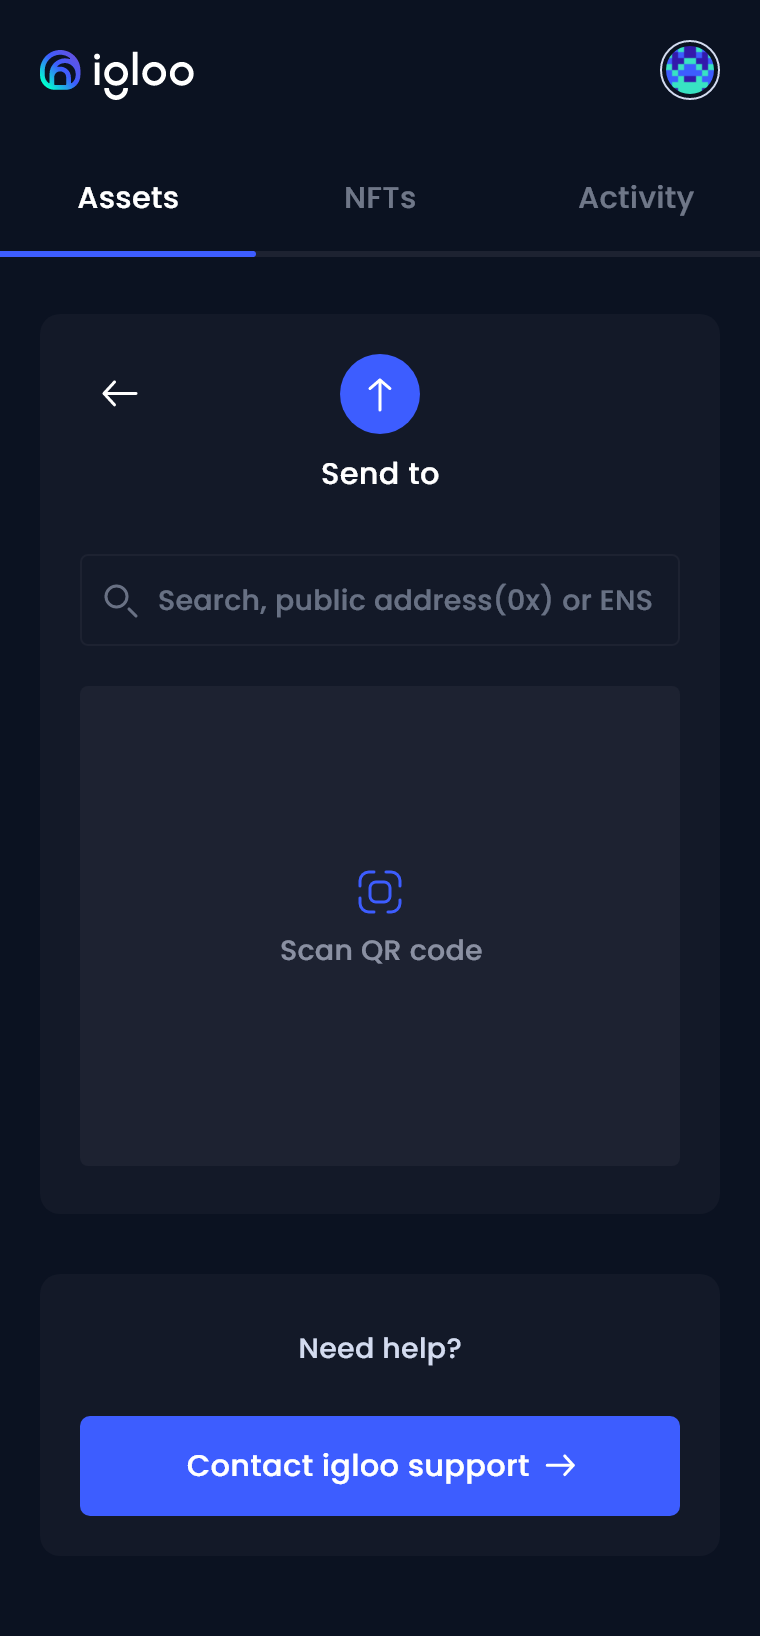 igloo
Assets NFTs Activity
Send to
Search, public address(0x) or ENS
Scan QR code
Need help?
Contact igloo support